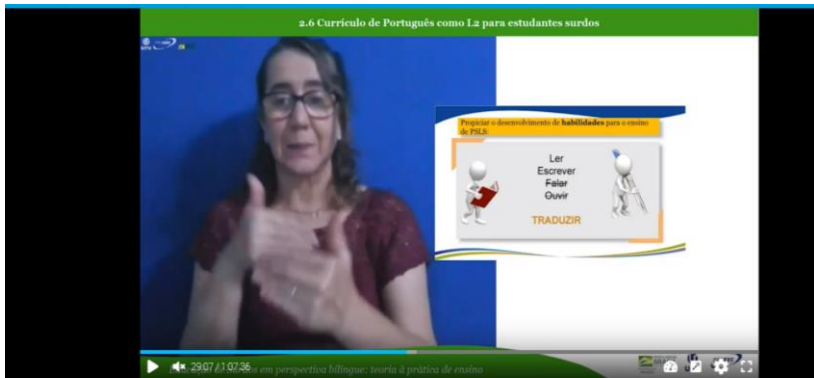 2.6 Currículo de Português como L2 para estudantes surdos
Propiciar o desenvolvimento de habilidades para o ensino
de PSLS:
Ler
Escrever
Falar
Ouvir
TRADUZIR
29:07 / 1:07:36
em perspectiva bilíngue: teoria à prática de ensino